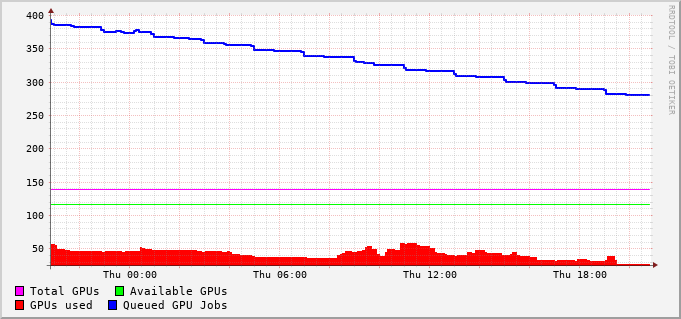 400
350
300
250
200
150
100
50
Thu 00:00 Thu 06:00 Thu 12:00 Thu 18:00
Total GPUs Available GPUs
GPUs used Queued GPU Jobs
RRDTOOL / TOBI OETIKER